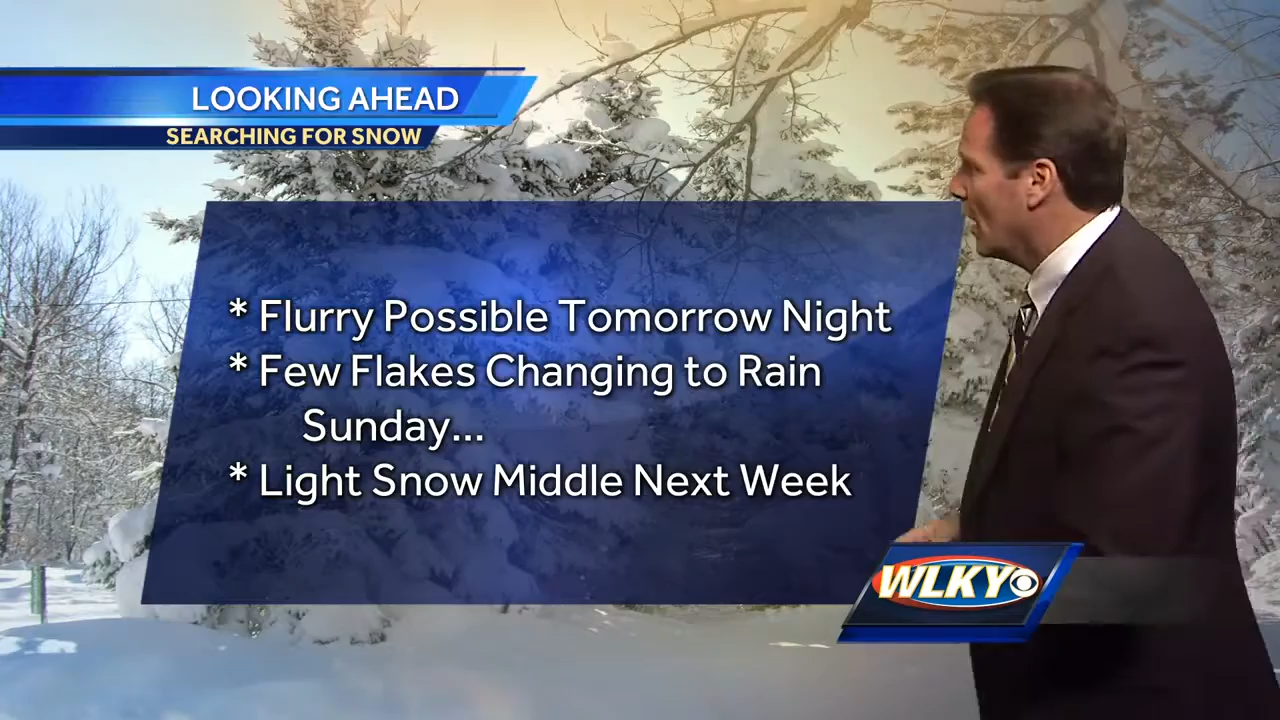 LOOKING AHEAD
SEARCHING FOR SNOW
* Flurry Possible Tomorrow Night
* Few Flakes Changing to Rain
Sunday...
* Light Snow Middle Next Week
WLKY